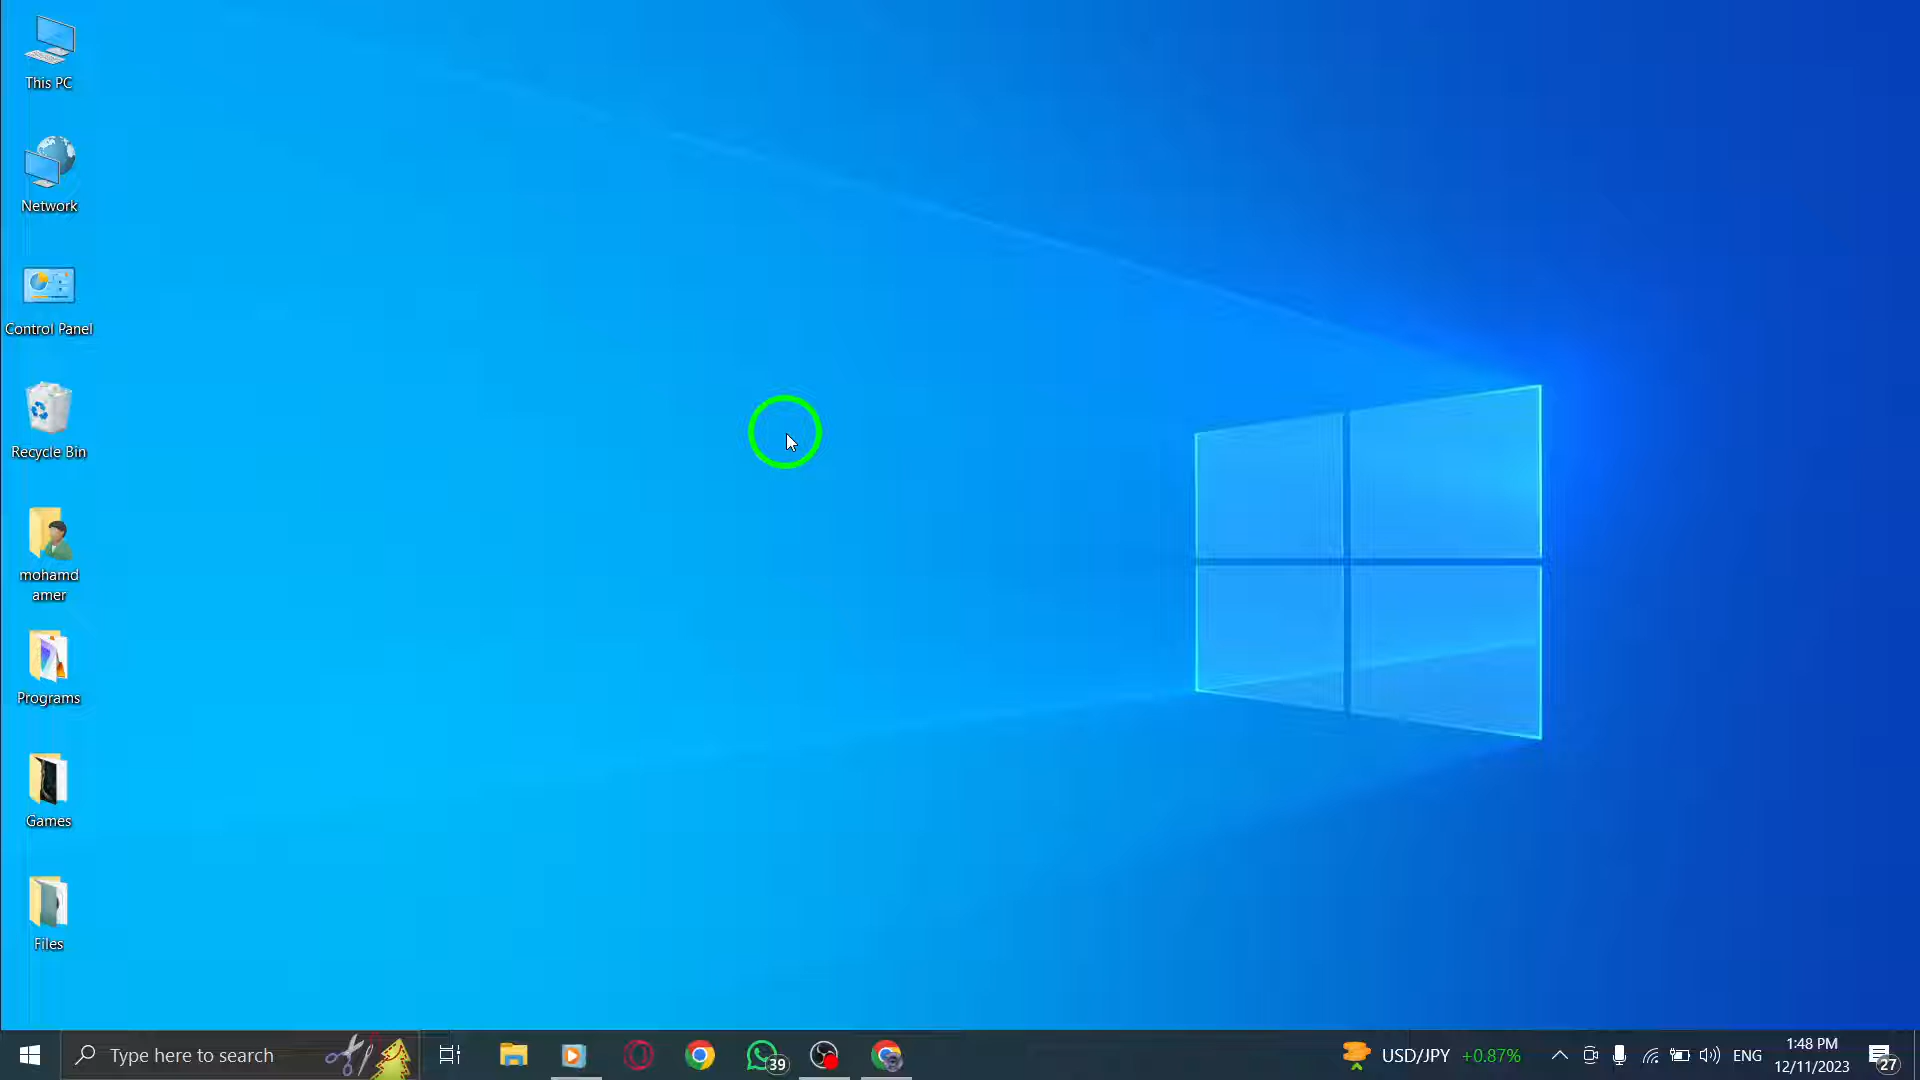 This PC
Network
Control Panel
Recycle Bin
mohamd
amer
Programs
Games
Files
Type here to search
39
USD/JPY +0.87%
ENG
1:48 PM
12/11/2023
27